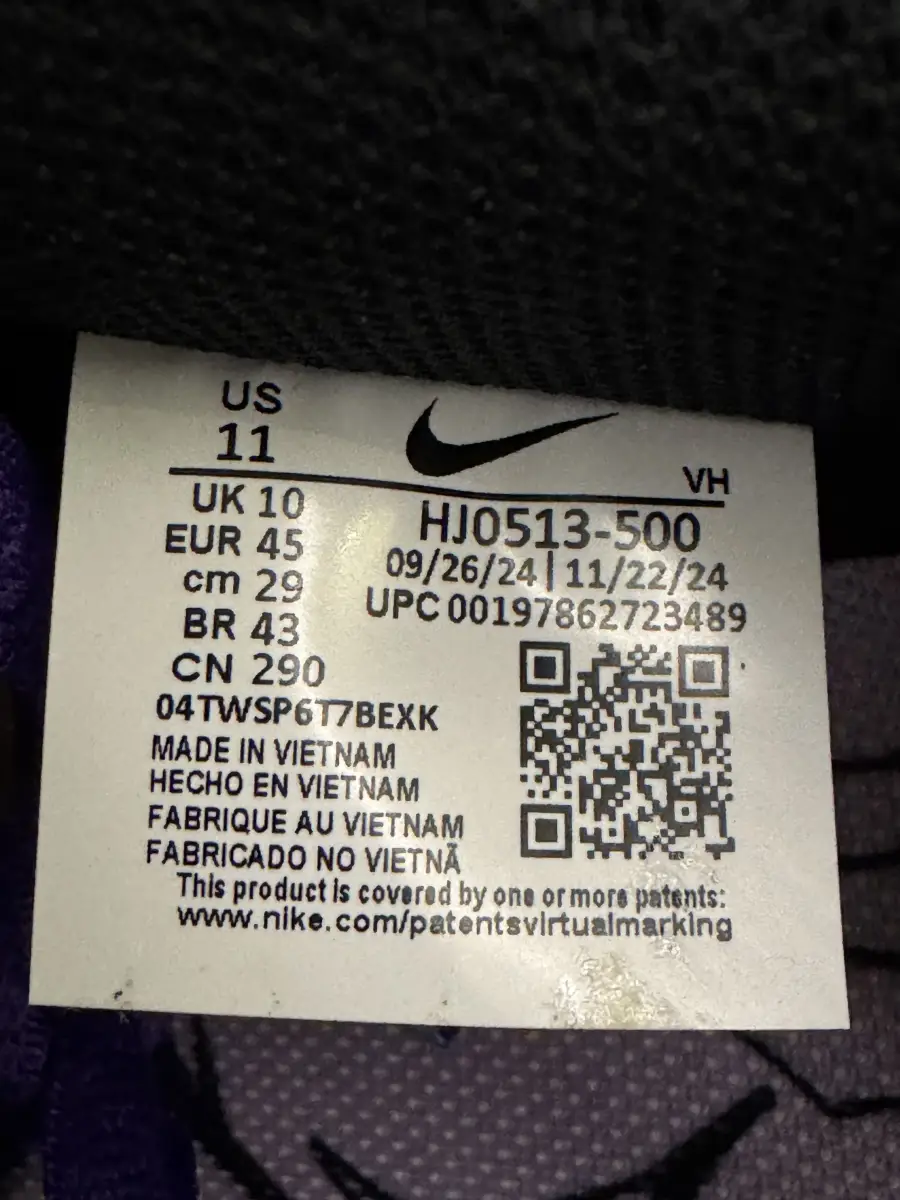 US
11
VH
UK 10
HJ0513-500
EUR 45
09/26/24 | 11/22/24
cm 29
UPC 00197862723489
BR 43
CN 290
04TWSP6T7BEXK
MADE IN VIETNAM
HECHO EN VIETNAM
FABRIQUE AU VIETNAM
FABRICADO NO VIETNÃ
This product is covered by one or more patents:
www.nike.com/patentsvirtualmarking